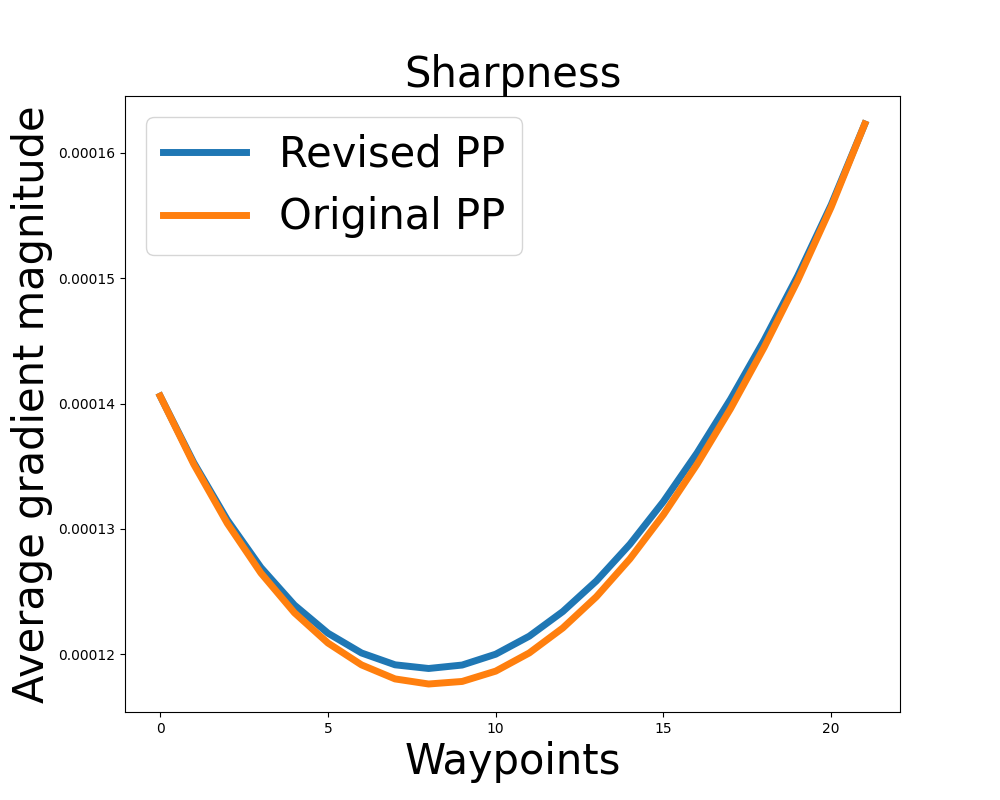 Sharpness
Average gradient magnitude
0.00016
0.00015
0.00014
0.00013
0.00012
Revised PP
Original PP
0 5 10 15 20
Waypoints